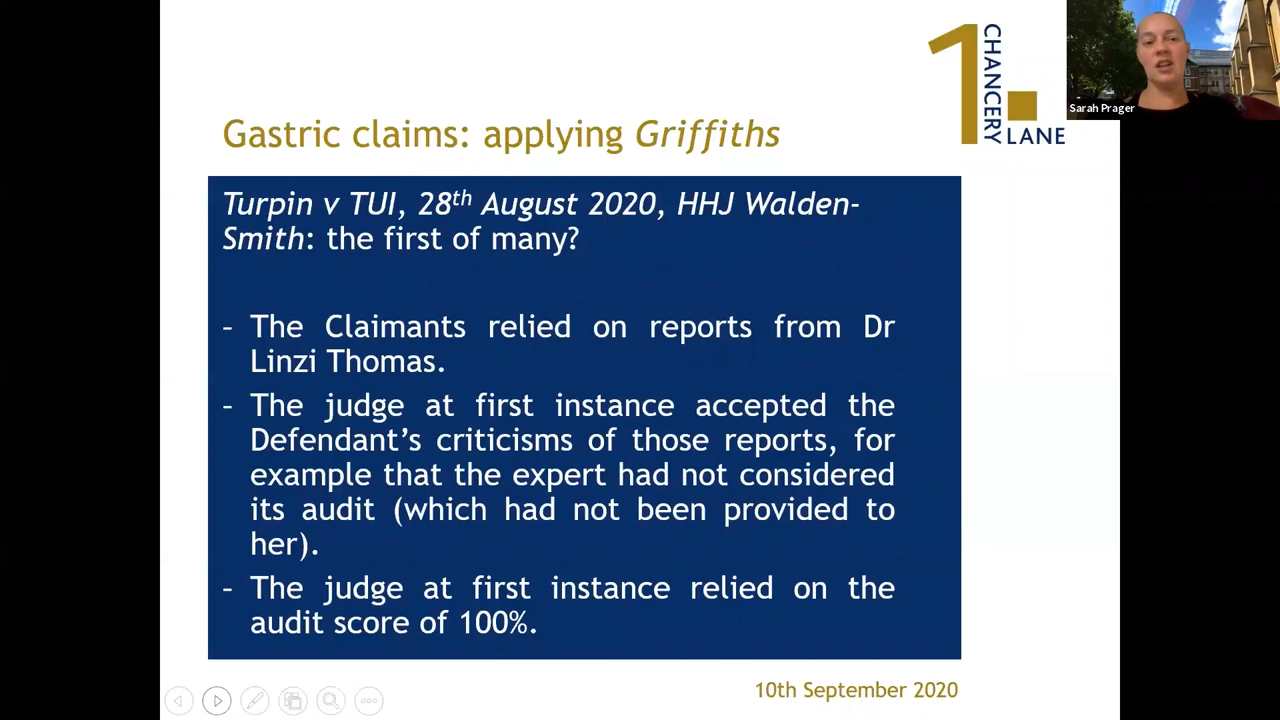 1 CHANCERY LANE
Sarah Prager
Gastric claims: applying Griffiths
Turpin v TUI, 28th August 2020, HHJ Walden-
Smith: the first of many?
- The Claimants relied on reports from Dr
Linzi Thomas.
- The judge at first instance accepted the
Defendant’s criticisms of those reports, for
example that the expert had not considered
its audit (which had not been provided to
her).
- The judge at first instance relied on the
audit score of 100%.
10th September 2020